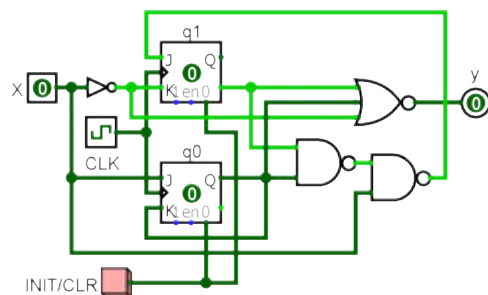 q1
J Q
y
X 0 0 0
K 1 en 0
CLK
q0
J Q
0
K 1 en 0
INIT/CLR